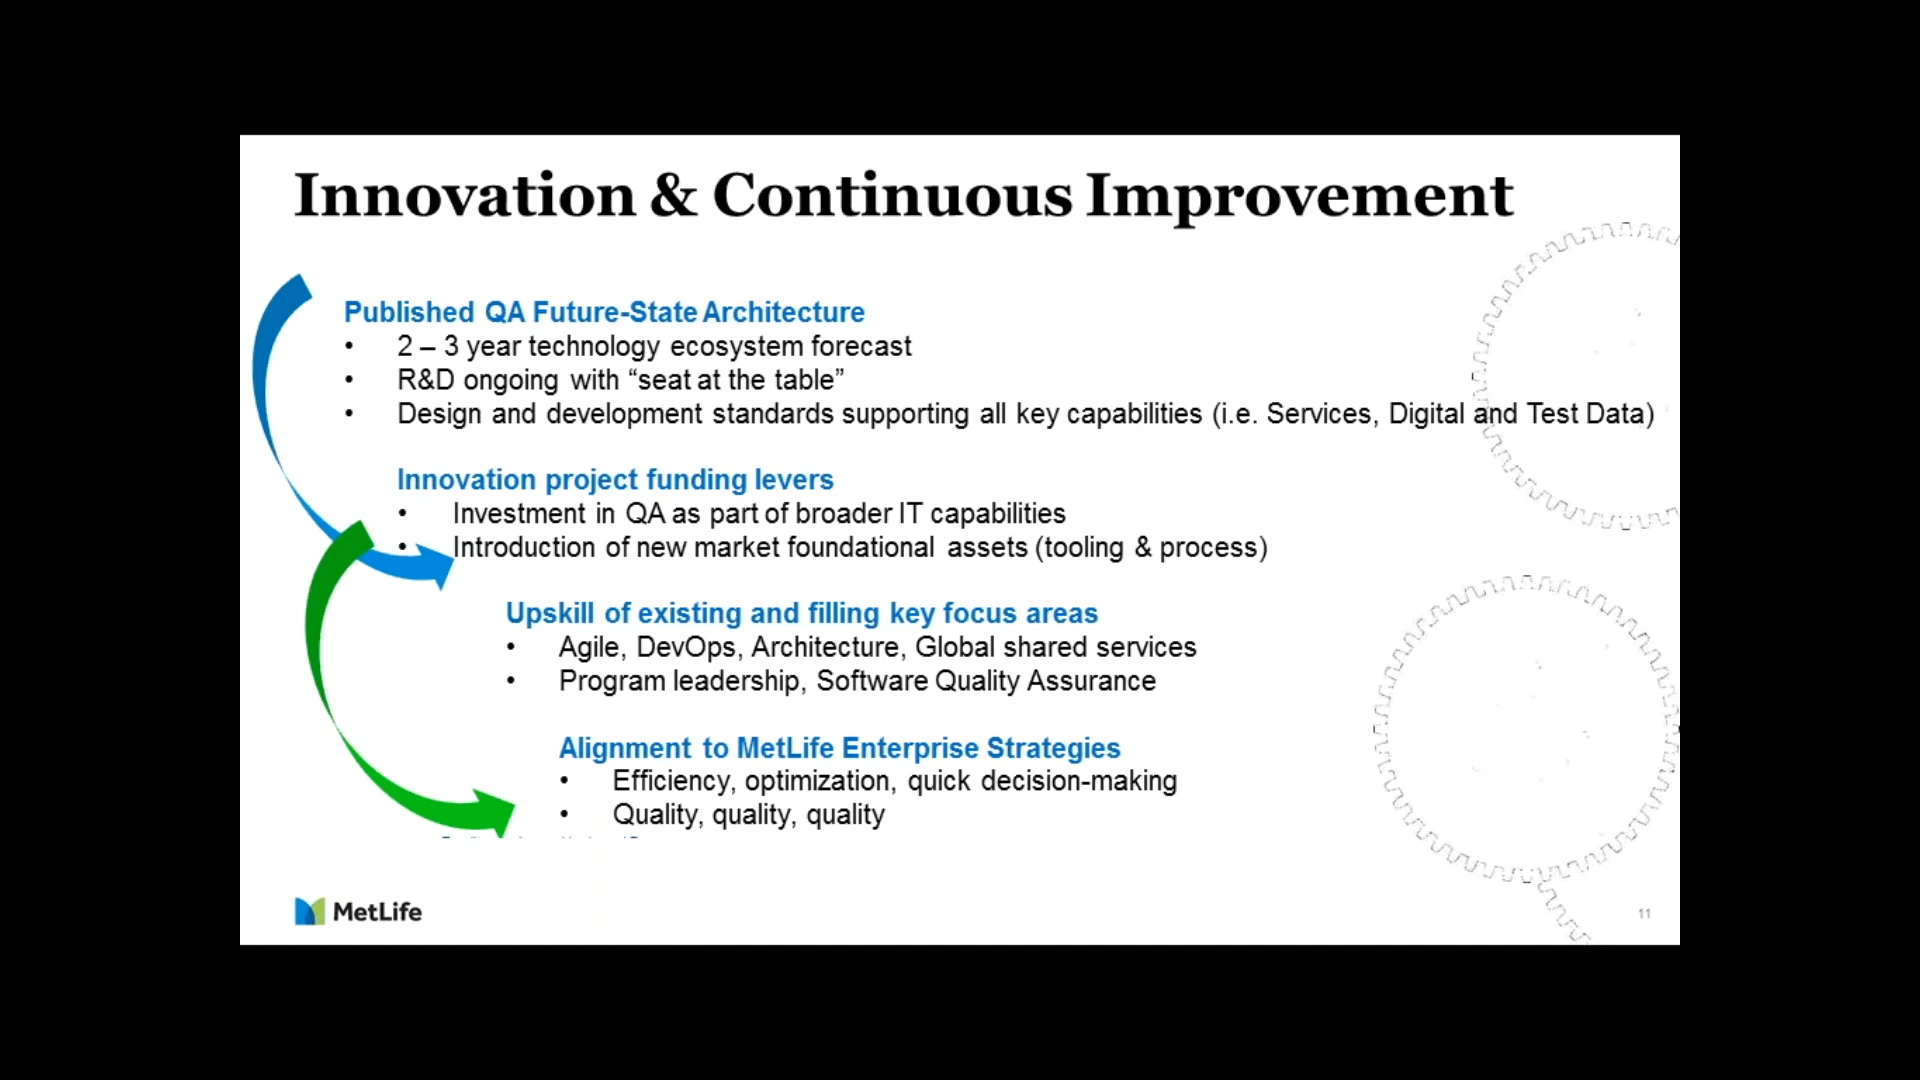 Innovation & Continuous Improvement
Published QA Future-State Architecture
• 2 – 3 year technology ecosystem forecast
• R&D ongoing with “seat at the table”
• Design and development standards supporting all key capabilities (i.e. Services, Digital and Test Data)
Innovation project funding levers
• Investment in QA as part of broader IT capabilities
• Introduction of new market foundational assets (tooling & process)
Upskill of existing and filling key focus areas
• Agile, DevOps, Architecture, Global shared services
• Program leadership, Software Quality Assurance
Alignment to MetLife Enterprise Strategies
• Efficiency, optimization, quick decision-making
• Quality, quality, quality
MetLife
11